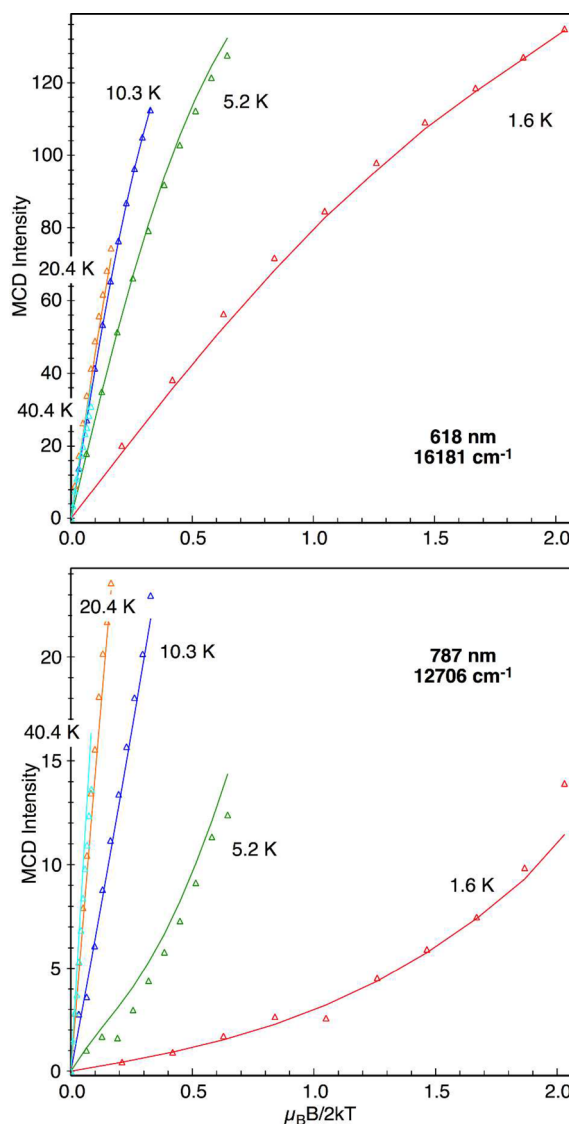 120
10.3 K
5.2 K
1.6 K
100
MCD Intensity
80
20.4 K
60
40
40.4 K
20
618 nm
16181 cm⁻¹
0
0.0
0.5
1.0
1.5
2.0
20.4 K
20
10.3 K
787 nm
12706 cm⁻¹
40.4 K
15
MCD Intensity
10
5.2 K
1.6 K
5
0
0.0
0.5
1.0
1.5
2.0
μBB/2kT